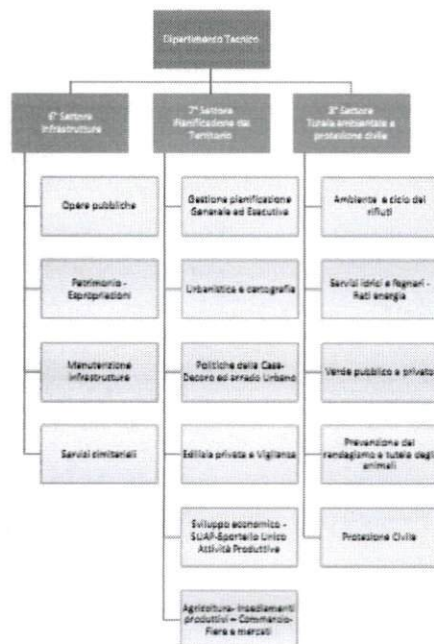 Dipartimento Tecnico
6° Settore
Infrastrutture
7° Settore
Pianificazione del
Territorio
8° Settore
Tutela ambientale e
protezione civile
Opere pubbliche
Patrimonio -
Espropriazioni
Manutenzione
infrastrutture
Servizi cimiteriali
Gestione pianificazione
Generale ed Esecutiva
Urbanistica e cartografia
Politiche della Casa-
Decoro ed arredo Urbano
Edilizia privata e Vigilanza
Sviluppo economico -
SUAP-Sportello Unico
Attività Produttive
Agricoltura- Insediamenti
produttivi – Commercio-
Fiere e mercati
Ambiente e ciclo dei
rifiuti
Servizi idrici e fognari -
Reti energia
Verde pubblico e privato
Prevenzione del
randagismo e tutela degli
animali
Protezione Civile